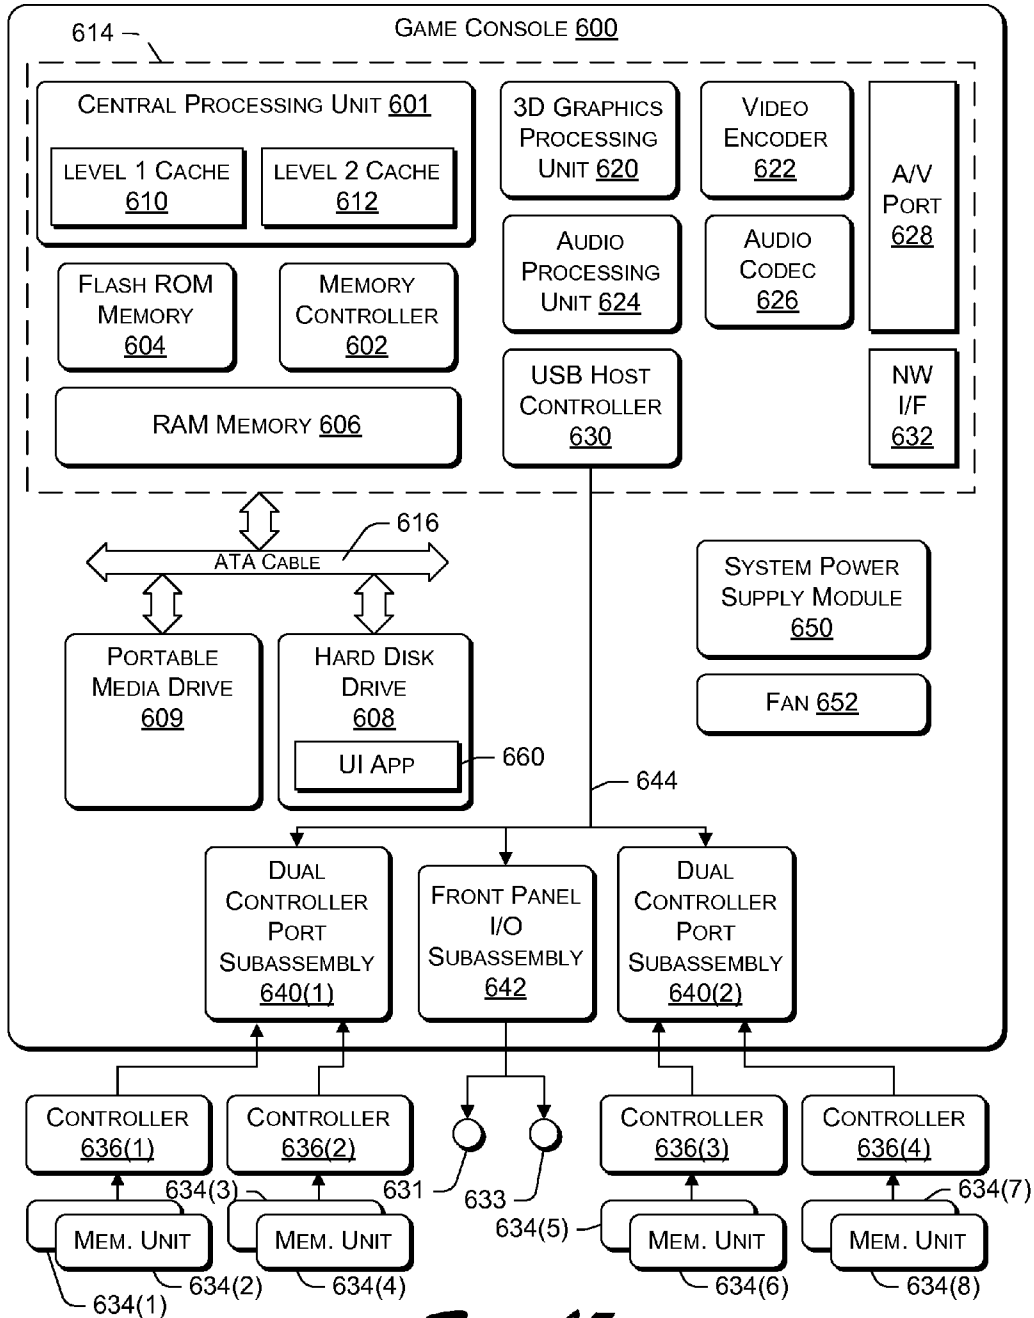 GAME CONSOLE 600
614
CENTRAL PROCESSING UNIT 601
LEVEL 1 CACHE
610
LEVEL 2 CACHE
612
3D GRAPHICS
PROCESSING
UNIT 620
VIDEO
ENCODER
622
A/V
PORT
628
FLASH ROM
MEMORY
604
MEMORY
CONTROLLER
602
AUDIO
PROCESSING
UNIT 624
AUDIO
CODEC
626
RAM MEMORY 606
USB HOST
CONTROLLER
630
NW
I/F
632
616
ATA CABLE
SYSTEM POWER
SUPPLY MODULE
650
PORTABLE
MEDIA DRIVE
609
HARD DISK
DRIVE
608
UI APP
660
FAN 652
644
DUAL
CONTROLLER
PORT
SUBASSEMBLY
640(1)
FRONT PANEL
I/O
SUBASSEMBLY
642
DUAL
CONTROLLER
PORT
SUBASSEMBLY
640(2)
CONTROLLER
636(1)
CONTROLLER
636(2)
631
633
CONTROLLER
636(3)
CONTROLLER
636(4)
634(3)
634(5)
634(7)
MEM. UNIT
MEM. UNIT
MEM. UNIT
MEM. UNIT
634(1)
634(2)
634(4)
634(6)
634(8)